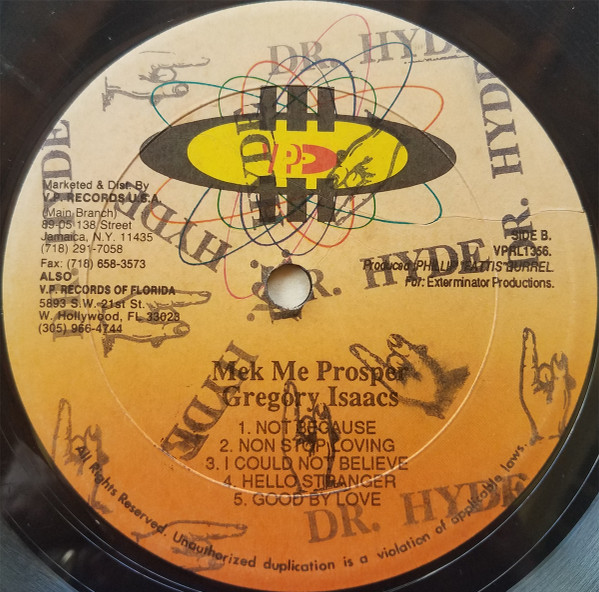 DR. HYDE
DR. HYDE
HYDE
HYDE
HYDE
VP
Marketed & Dist. By
V.P. RECORDS U.S.A.
(Main Branch)
89-05 138 Street
Jamaica, N.Y. 11435
(718) 291-7058
Fax: (718) 658-3573
ALSO
V.P. RECORDS OF FLORIDA
5893 S.W. 21st St.
W. Hollywood, FL 33023
(305) 966-4744
SIDE B.
VPRL1356.
Produced :PHILLIP 'FATTIS' BURREL
For: Exterminator Productions.
DR. HYDE
Mek Me Prosper
Gregory Isaacs
HYDE
1. NOT BECAUSE
2. NON STOP LOVING
3. I COULD NOT BELIEVE
4. HELLO STRANGER
5. GOOD BY LOVE
DR. HYDE
All Rights Reserved. Unauthorized duplication is a violation of applicable laws.